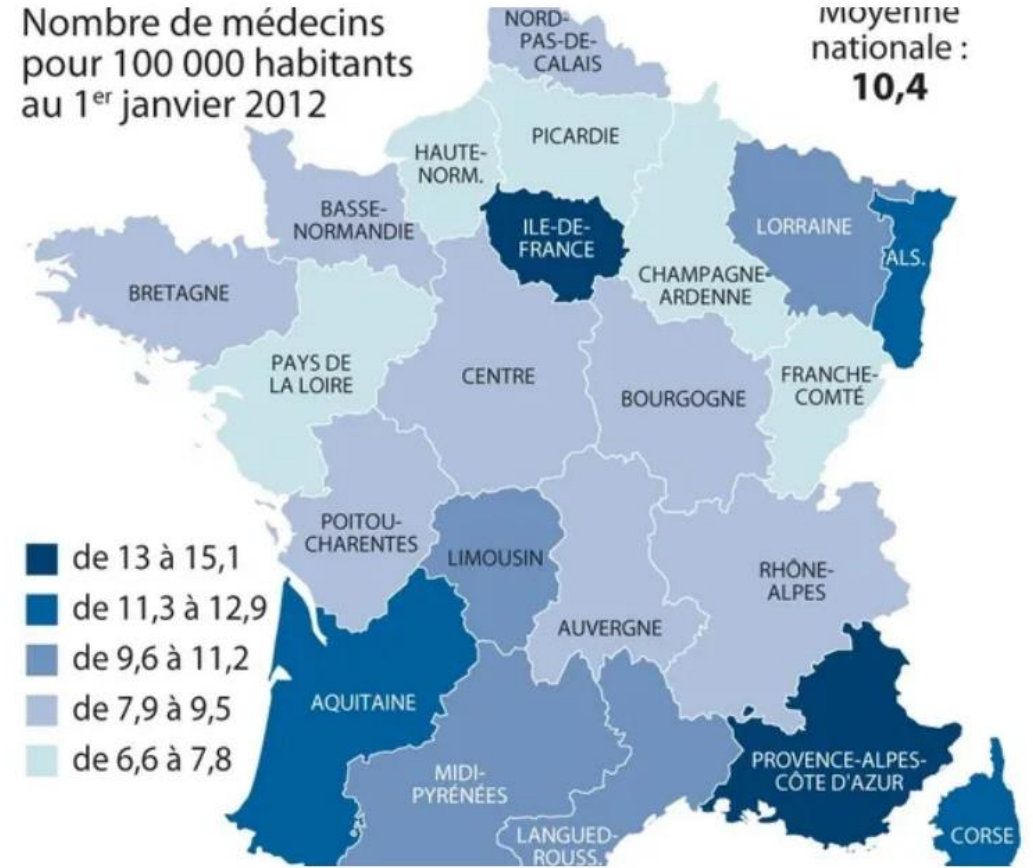 Nombre de médecins
pour 100 000 habitants
au 1er janvier 2012
Moyenne
nationale :
10,4
NORD-
PAS-DE-
CALAIS
PICARDIE
HAUTE-
NORM.
BASSE-
NORMANDIE
ILE-DE-
FRANCE
LORRAINE
ALS.
CHAMPAGNE-
ARDENNE
BRETAGNE
PAYS DE
LA LOIRE
CENTRE
BOURGOGNE
FRANCHE-
COMTÉ
POITOU-
CHARENTES
LIMOUSIN
RHÔNE-
ALPES
AUVERGNE
AQUITAINE
MIDI-
PYRÉNÉES
PROVENCE-ALPES-
CÔTE D'AZUR
LANGUED-
ROUSS.
CORSE
de 13 à 15,1
de 11,3 à 12,9
de 9,6 à 11,2
de 7,9 à 9,5
de 6,6 à 7,8